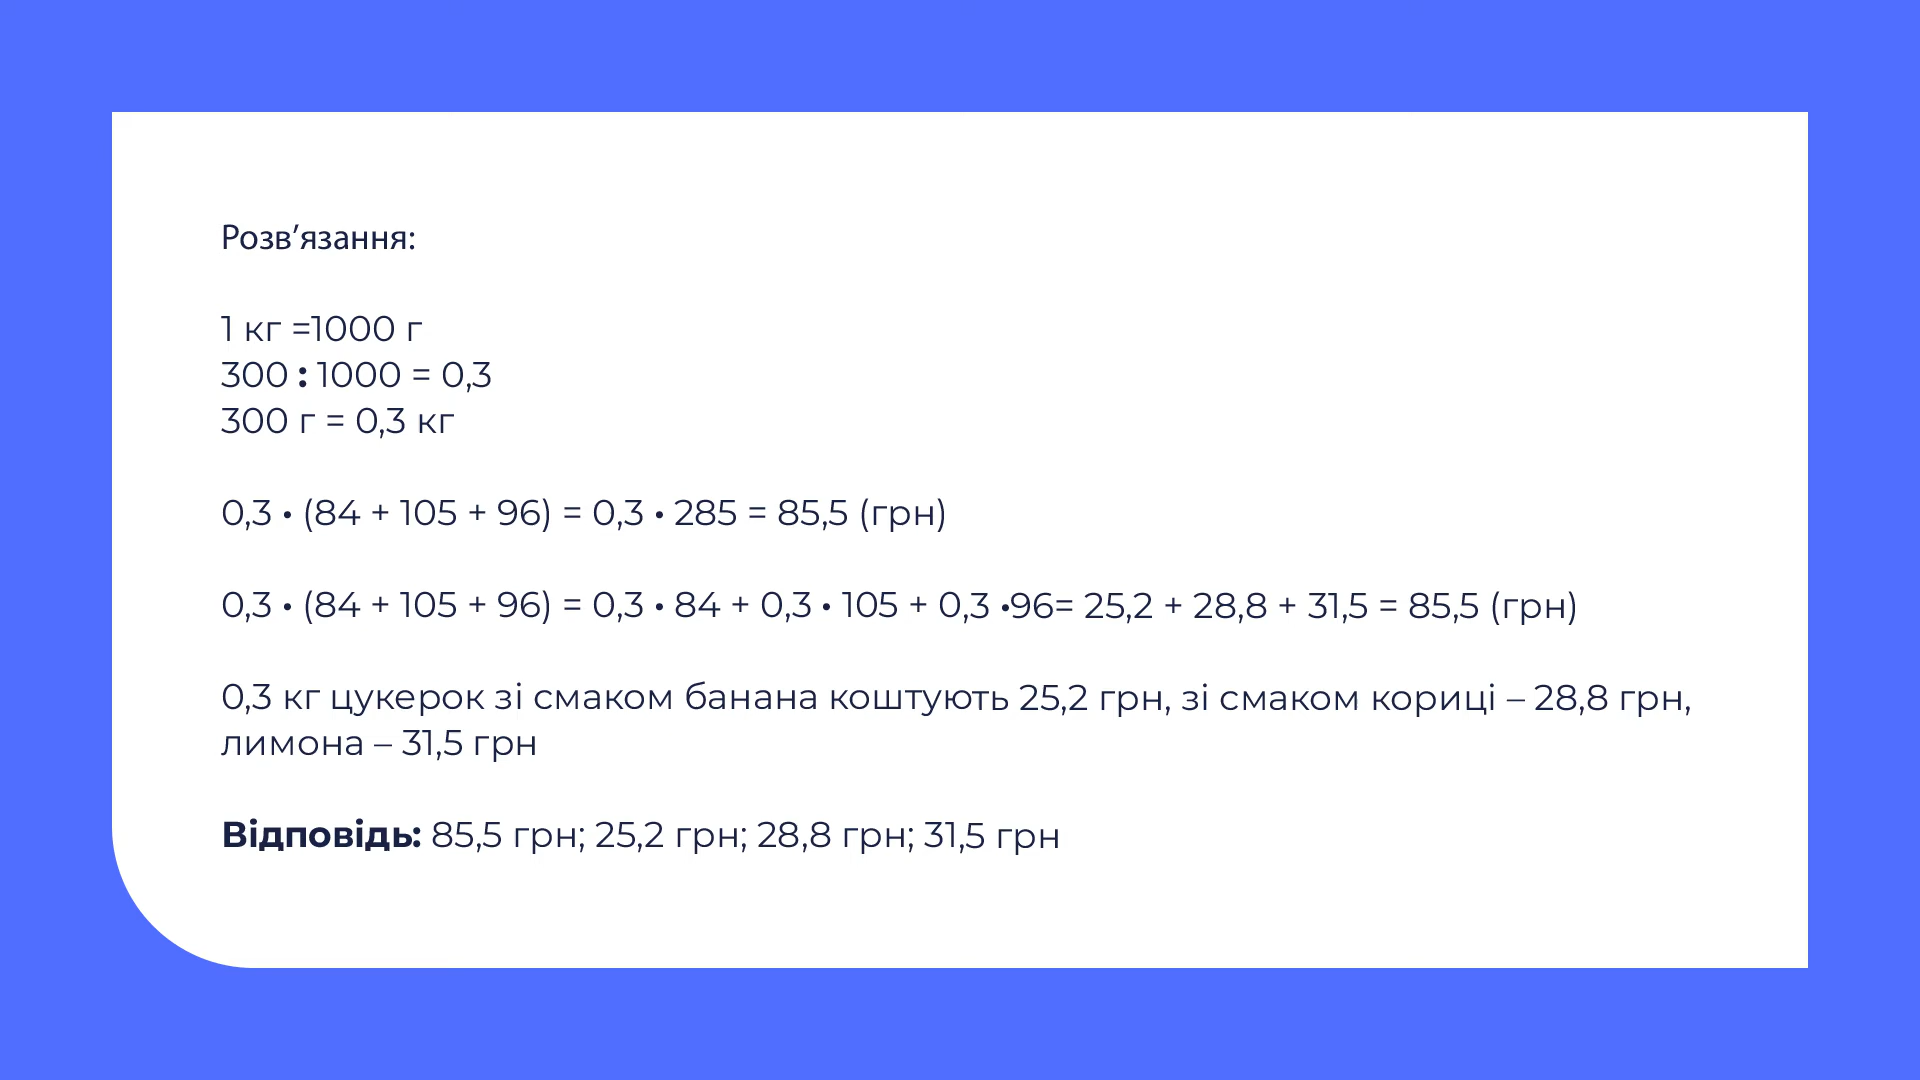 Розв’язання:
1 кг =1000 г
300 : 1000 = 0,3
300 г = 0,3 кг
0,3 • (84 + 105 + 96) = 0,3 • 285 = 85,5 (грн)
0,3 • (84 + 105 + 96) = 0,3 • 84 + 0,3 • 105 + 0,3 •96= 25,2 + 28,8 + 31,5 = 85,5 (грн)
0,3 кг цукерок зі смаком банана коштують 25,2 грн, зі смаком кориці – 28,8 грн,
лимона – 31,5 грн
Відповідь: 85,5 грн; 25,2 грн; 28,8 грн; 31,5 грн